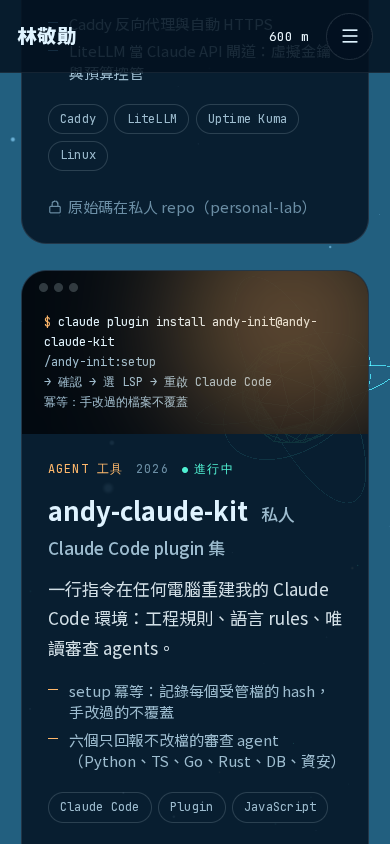 Caddy 反向代理與自動 HTTPS
林敬勛
600 m
LiteLLM 當 Claude API 閘道：虛擬金鑰
與預算控管
Caddy
LiteLLM
Uptime Kuma
Linux
原始碼在私人 repo（personal-lab）
$ claude plugin install andy-init@andy-
claude-kit
/andy-init:setup
→ 確認 → 選 LSP → 重啟 Claude Code
冪等：手改過的檔案不覆蓋
AGENT 工具 2026 ● 進行中
andy-claude-kit 私人
Claude Code plugin 集
一行指令在任何電腦重建我的 Claude
Code 環境：工程規則、語言 rules、唯
讀審查 agents。
setup 冪等：記錄每個受管檔的 hash，
手改過的不覆蓋
六個只回報不改檔的審查 agent
（Python、TS、Go、Rust、DB、資安）
Claude Code
Plugin
JavaScript